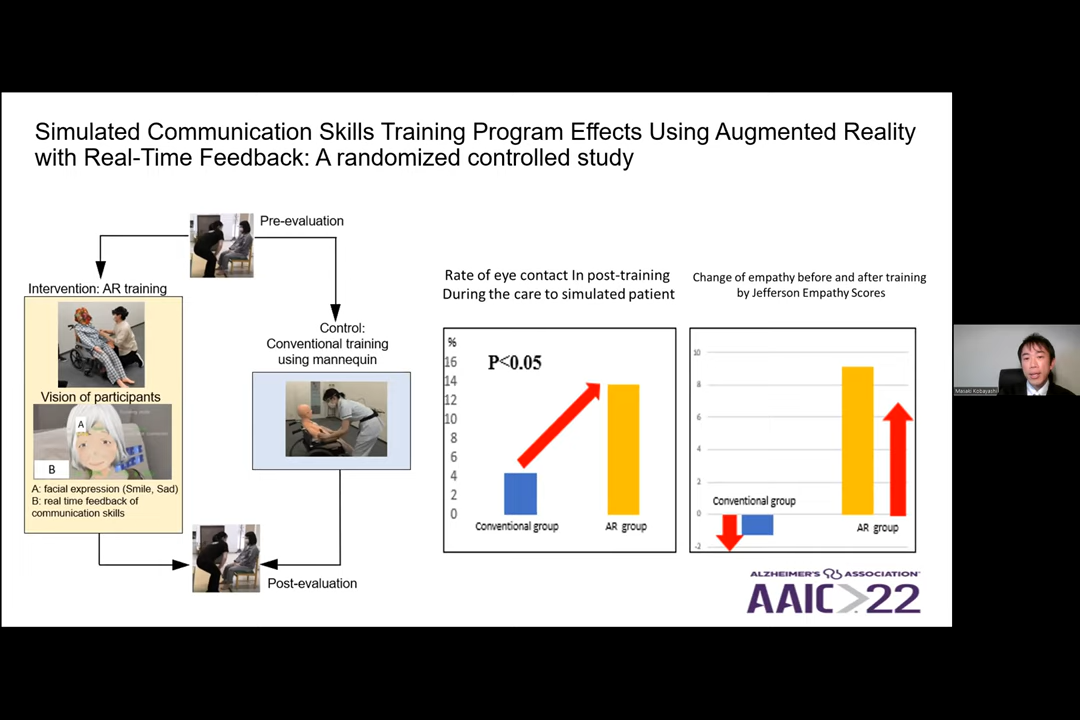 Simulated Communication Skills Training Program Effects Using Augmented Reality
with Real-Time Feedback: A randomized controlled study
Pre-evaluation
Intervention: AR training
Vision of participants
A
B
A: facial expression (Smile, Sad)
B: real time feedback of
communication skills
Control:
Conventional training
using mannequin
Post-evaluation
Rate of eye contact In post-training
During the care to simulated patient
%
P<0.05
16
14
12
10
8
6
4
2
0
Conventional group
AR group
Change of empathy before and after training
by Jefferson Empathy Scores
10
8
6
4
2
0
-2
Conventional group
AR group
ALZHEIMER'S ASSOCIATION
AAIC>22
Masaki Kobayashi